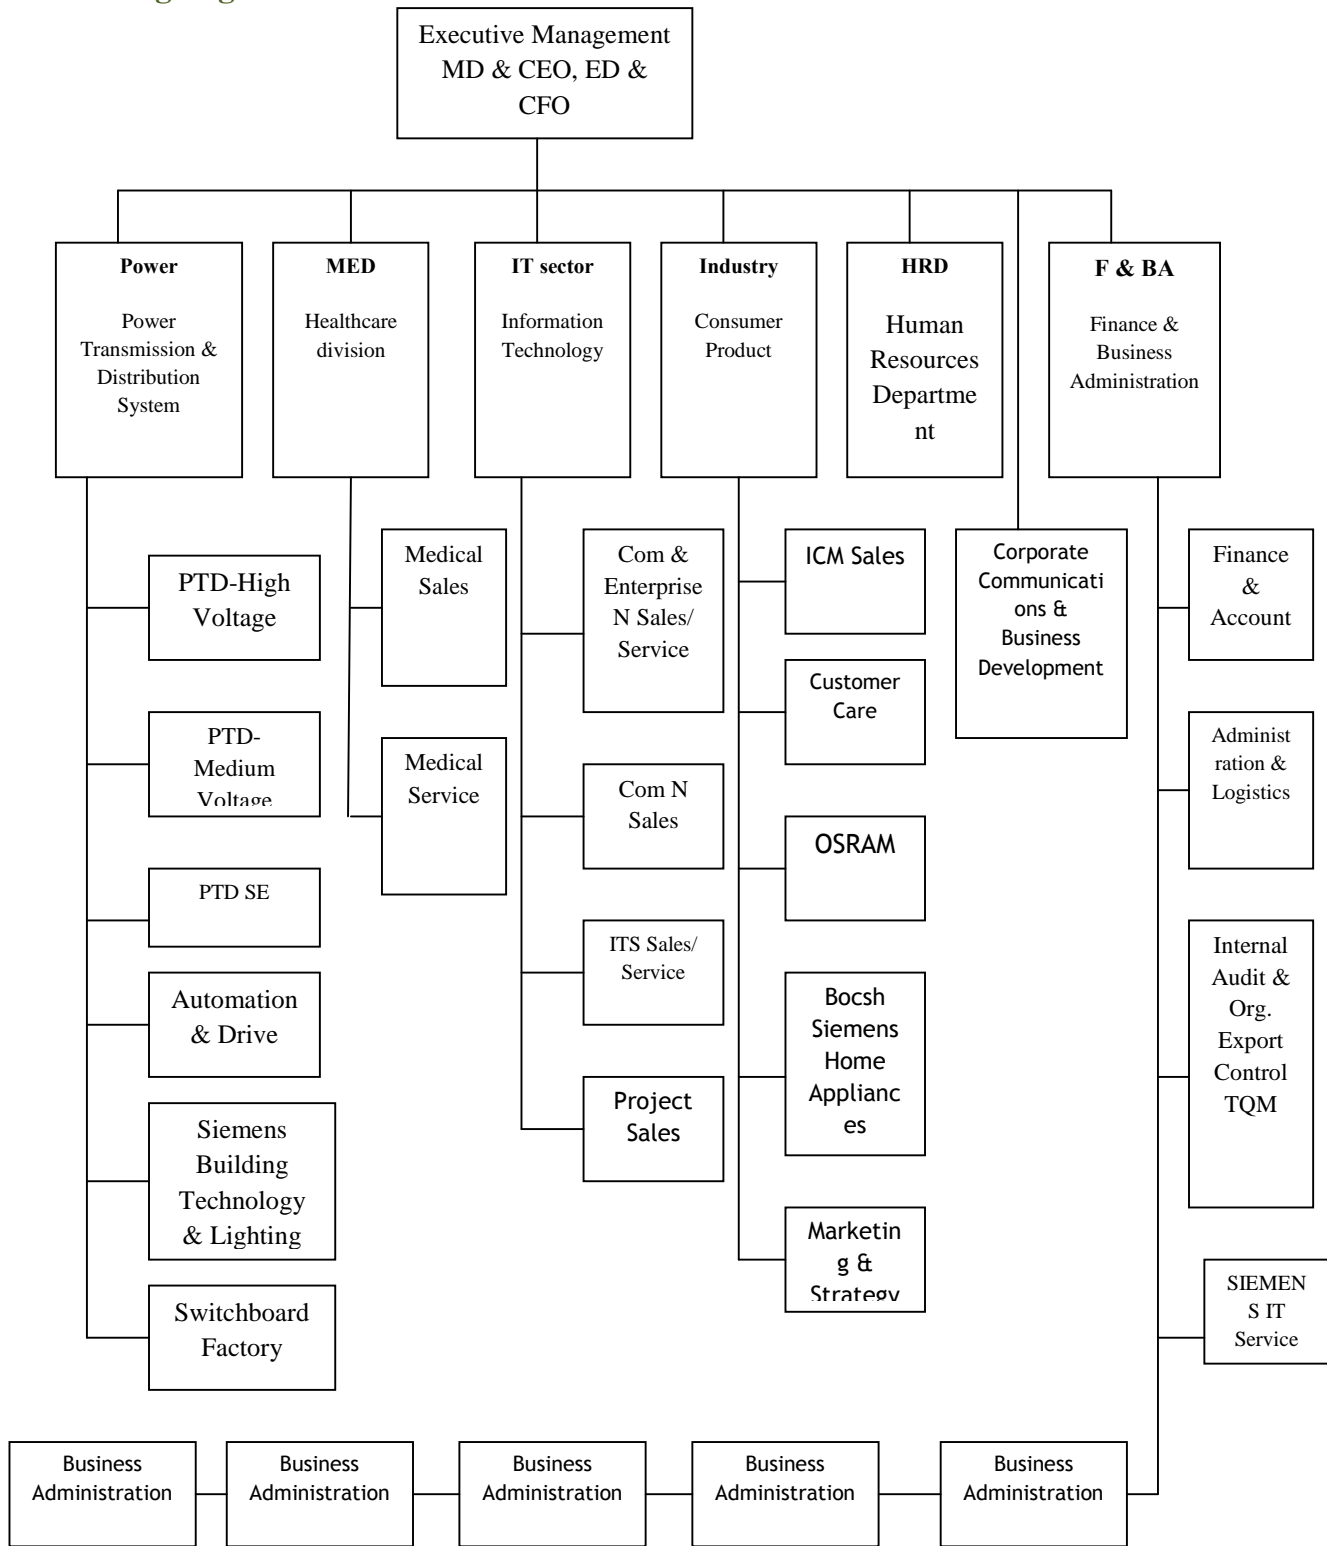 Executive Management
MD & CEO, ED &
CFO
Power
Power
Transmission &
Distribution
System
MED
Healthcare
division
IT sector
Information
Technology
Industry
Consumer
Product
HRD
Human
Resources
Departme
nt
F & BA
Finance &
Business
Administration
PTD-High
Voltage
PTD-
Medium
Voltage
PTD SE
Automation
& Drive
Siemens
Building
Technology
& Lighting
Switchboard
Factory
Medical
Sales
Medical
Service
Com &
Enterprise
N Sales/
Service
Com N
Sales
ITS Sales/
Service
Project
Sales
ICM Sales
Customer
Care
OSRAM
Bocsh
Siemens
Home
Applianc
es
Marketin
g &
Strategy
Corporate
Communicati
ons &
Business
Development
Finance
&
Account
Administ
ration &
Logistics
Internal
Audit &
Org.
Export
Control
TQM
SIEMEN
S IT
Service
Business
Administration
Business
Administration
Business
Administration
Business
Administration
Business
Administration